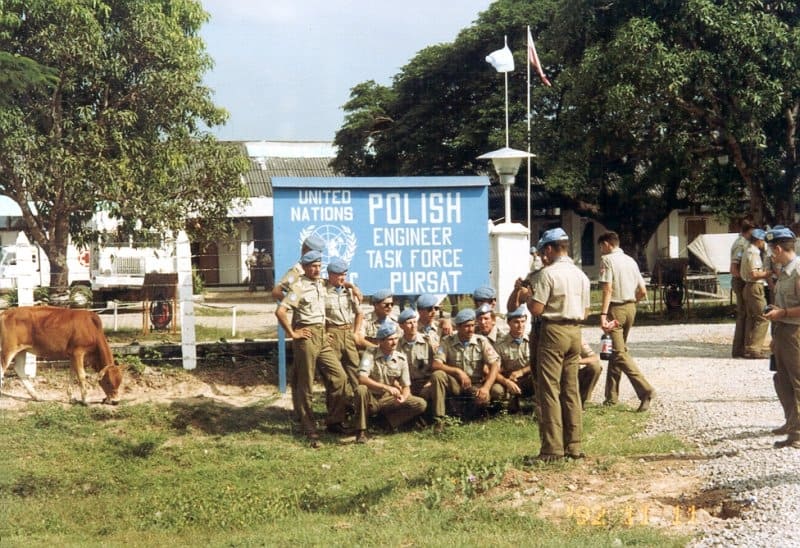 UNITED
NATIONS
POLISH
ENGINEER
TASK FORCE
PURSAT
'92 11 11